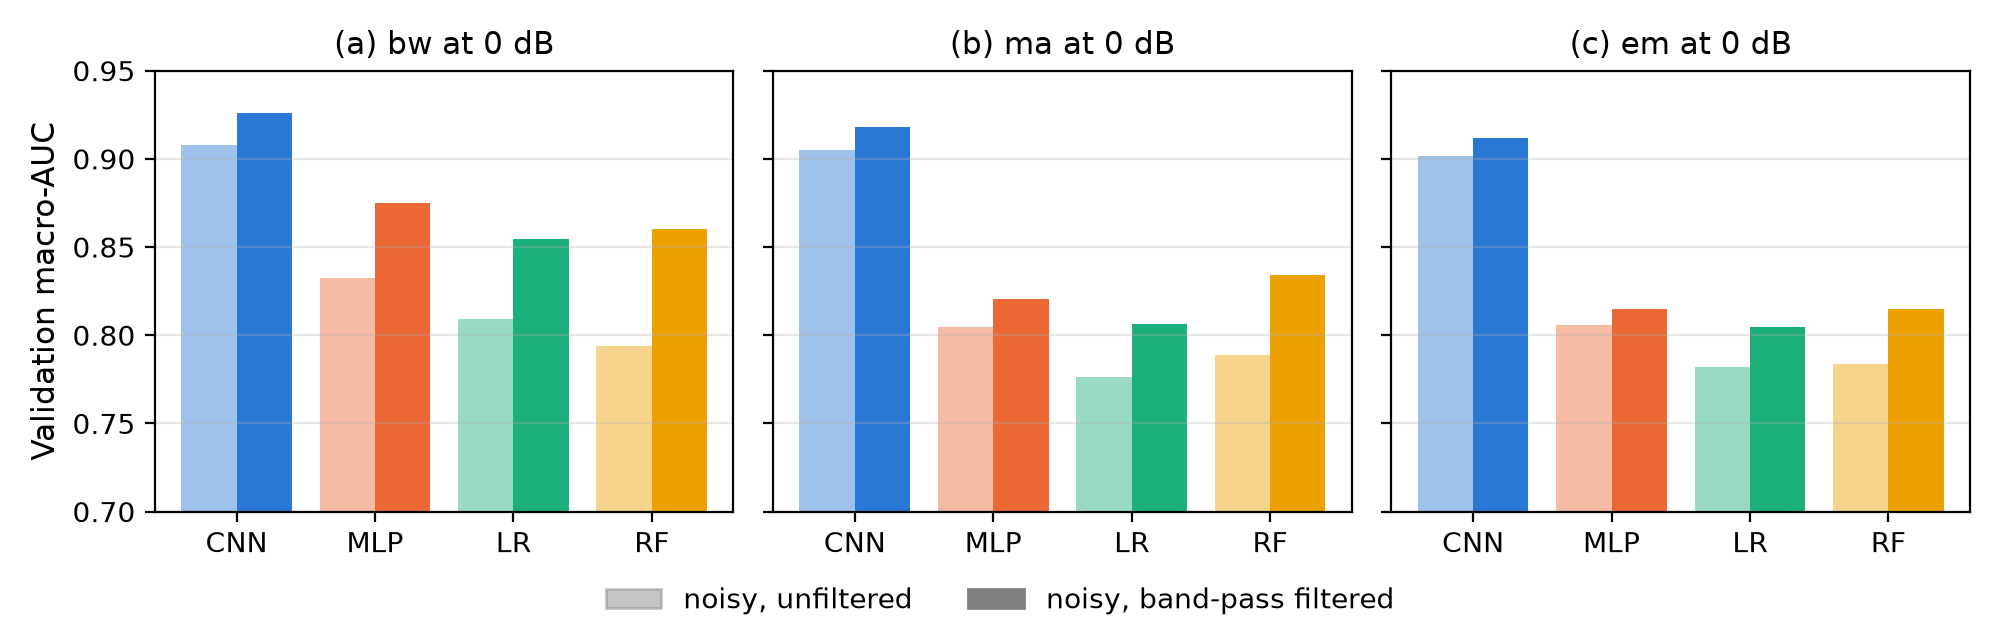 (a) bw at 0 dB
(b) ma at 0 dB
(c) em at 0 dB
Validation macro-AUC
0.95
0.90
0.85
0.80
0.75
0.70
CNN MLP LR RF
CNN MLP LR RF
CNN MLP LR RF
noisy, unfiltered
noisy, band-pass filtered